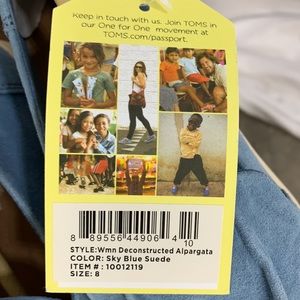 Keep in touch with us. Join TOMS in
our One for One movement at
TOMS.com/passport.
8 89556 44906 4
10
STYLE:Wmn Deconstructed Alpargata
COLOR: Sky Blue Suede
ITEM #: 10012119
SIZE: 8